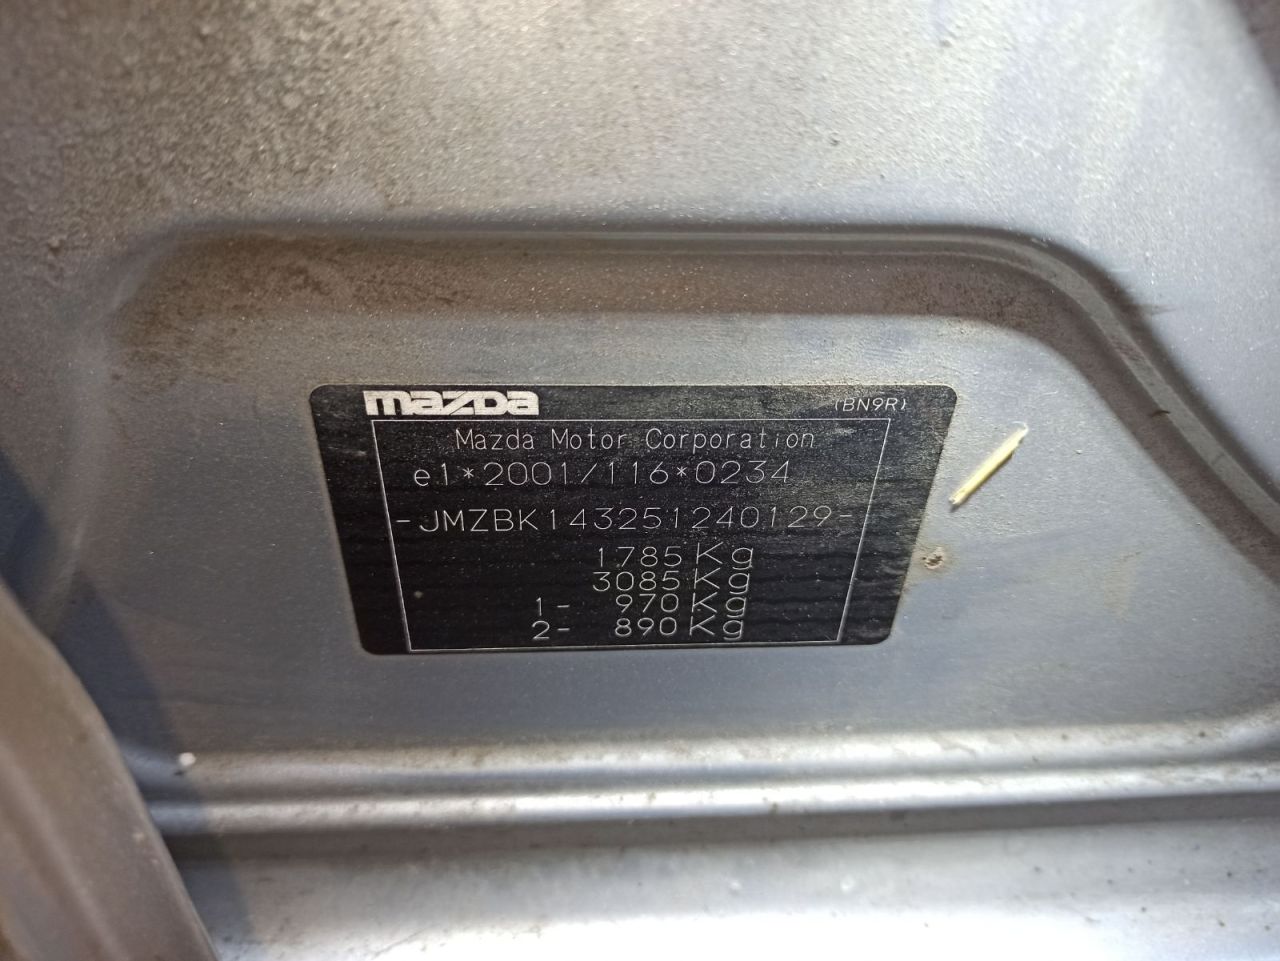 mazda (BN9R)
Mazda Motor Corporation
e1*2001/116*0234
-JMZBK143251240129-
1785 Kg
3085 Kg
1- 970 Kg
2- 890 Kg